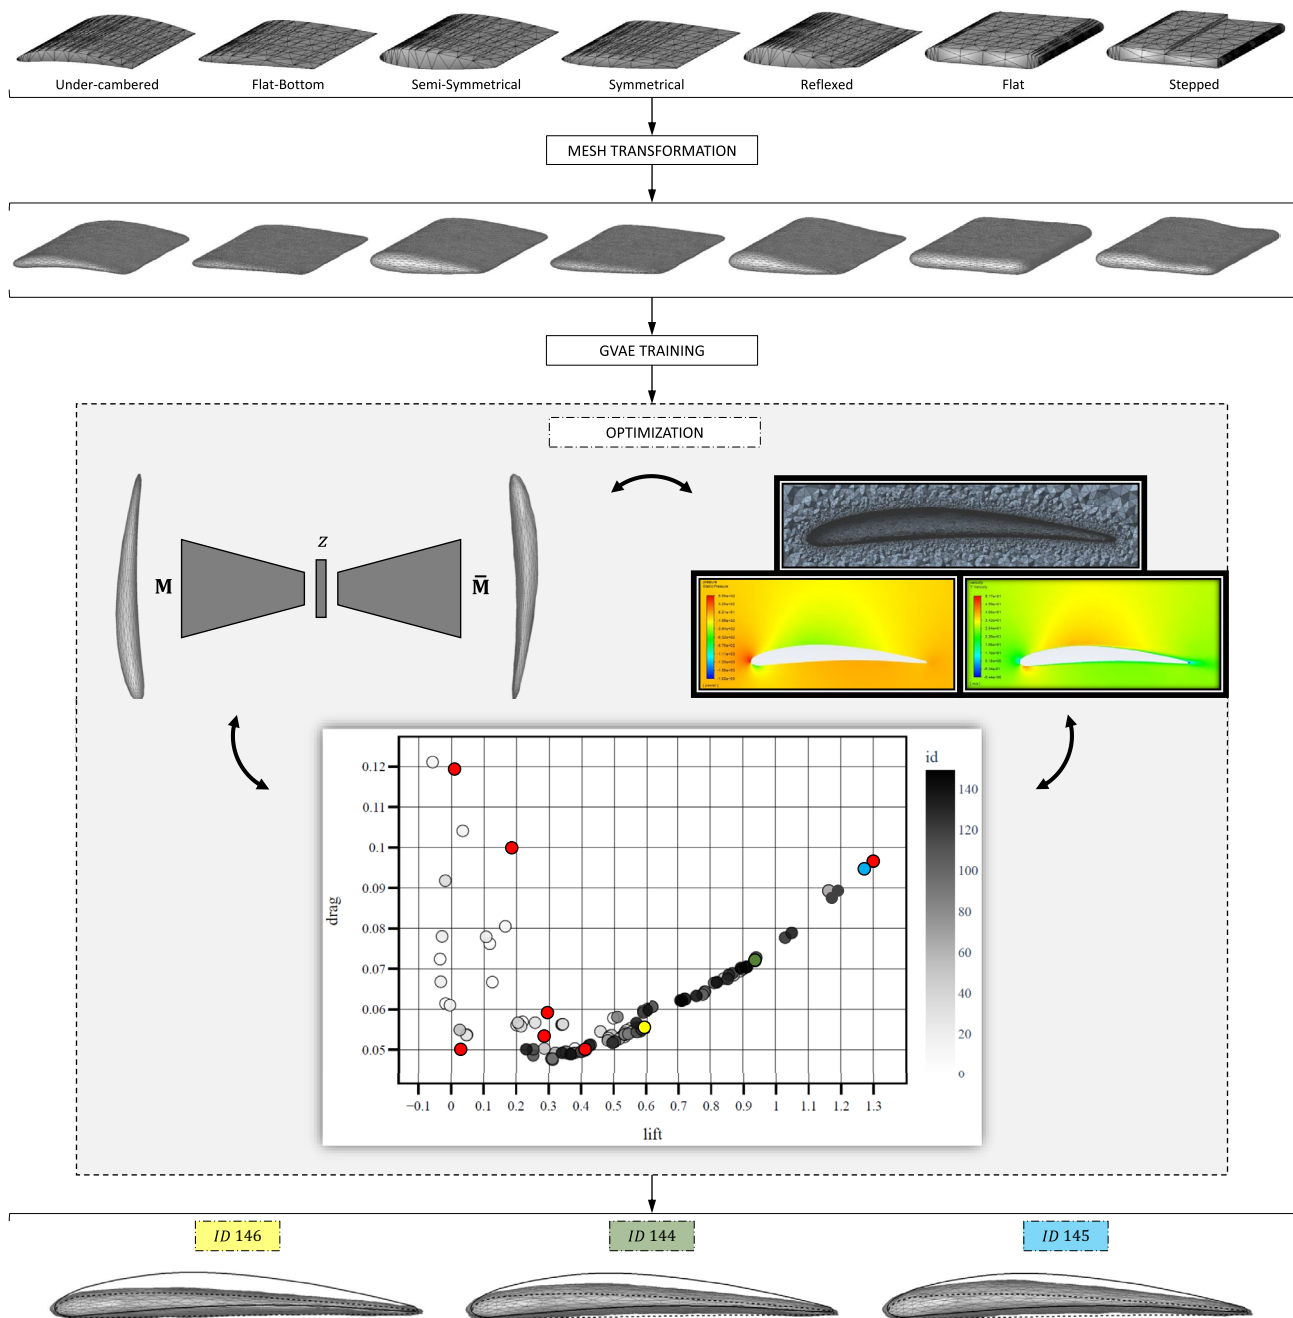 Under-cambered Flat-Bottom Semi-Symmetrical Symmetrical Reflexed Flat Stepped
MESH TRANSFORMATION
GVAE TRAINING
OPTIMIZATION
z
M
M̄
id
0.12
0.11
0.1
0.09
0.08
0.07
0.06
0.05
drag
−0.1 0 0.1 0.2 0.3 0.4 0.5 0.6 0.7 0.8 0.9 1 1.1 1.2 1.3
lift
140
120
100
80
60
40
20
0
ID 146 ID 144 ID 145